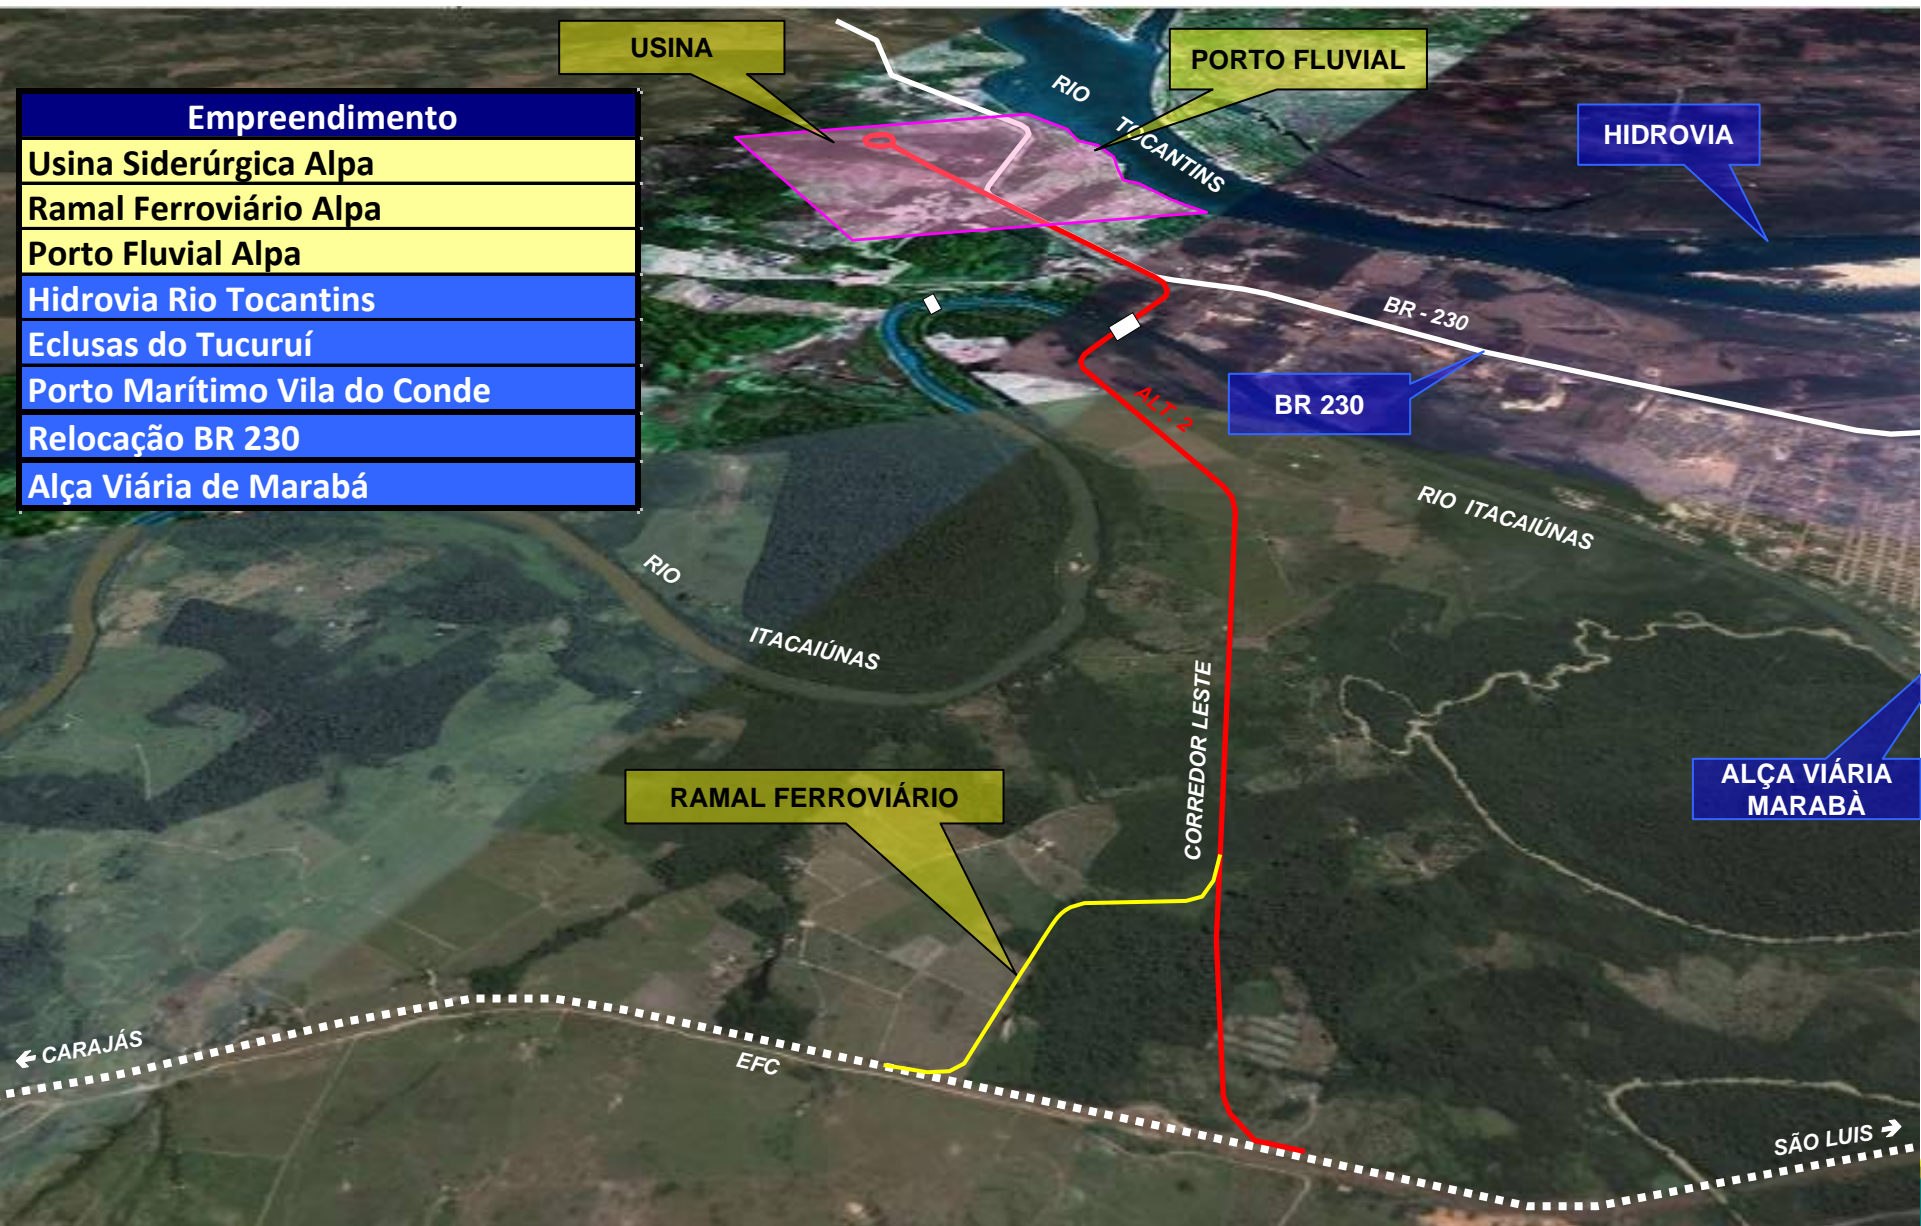 USINA
PORTO FLUVIAL
RIO
TOCANTINS
HIDROVIA
Empreendimento
Usina Siderúrgica Alpa
Ramal Ferroviário Alpa
Porto Fluvial Alpa
Hidrovia Rio Tocantins
Eclusas do Tucuruí
Porto Marítimo Vila do Conde
Relocação BR 230
Alça Viária de Marabá
BR - 230
BR 230
ALT. 2
RIO ITACAIÚNAS
RIO
ITACAIÚNAS
CORREDOR LESTE
ALÇA VIÁRIA
MARABÀ
RAMAL FERROVIÁRIO
← CARAJÁS
EFC
SÃO LUIS →